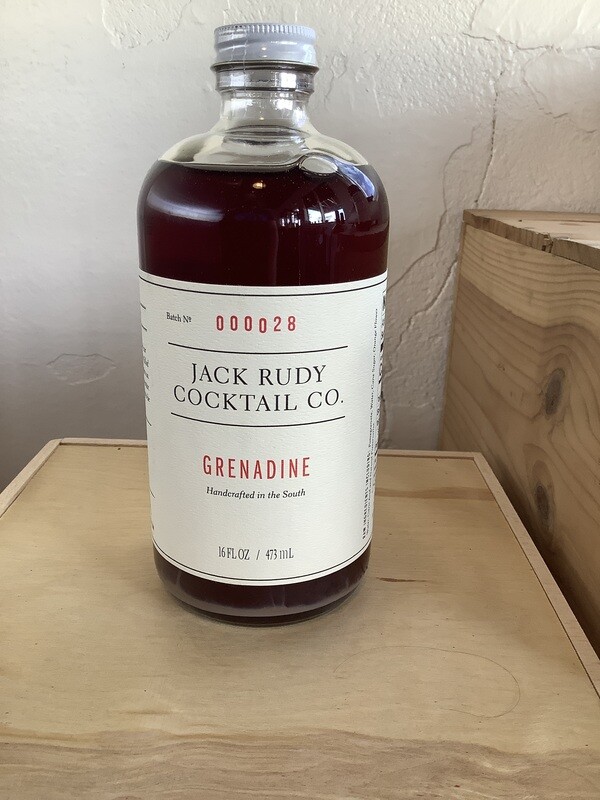 Batch Nº 000028
JACK RUDY
COCKTAIL CO.
GRENADINE
Handcrafted in the South
16 FL OZ / 473 mL